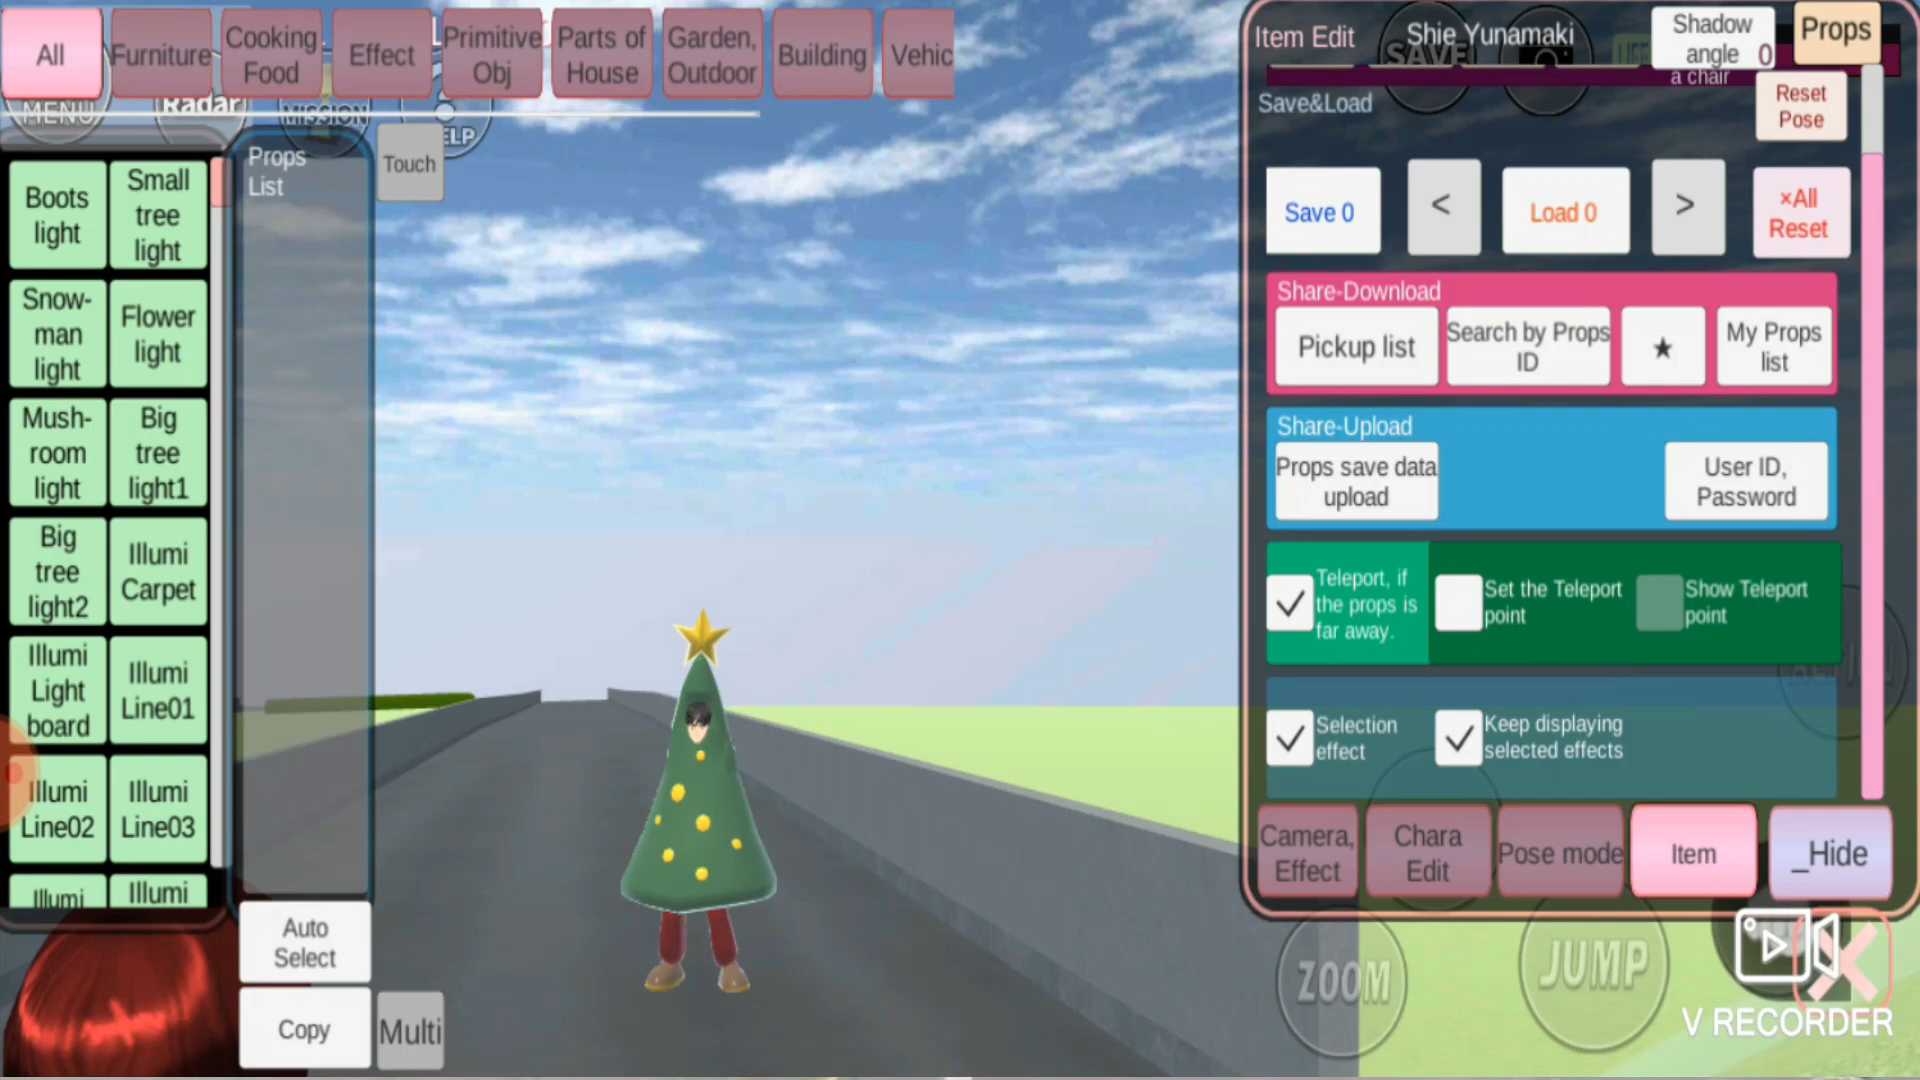 All
Furniture
Cooking
Food
Effect
Primitive
Obj
Parts of
House
Garden,
Outdoor
Building
Vehic
MENU
Radar
MISSION
ELP
Props
List
Touch
Boots
light
Small
tree
light
Snow-
man
light
Flower
light
Mush-
room
light
Big
tree
light1
Big
tree
light2
Illumi
Carpet
Illumi
Light
board
Illumi
Line01
Illumi
Line02
Illumi
Line03
Illumi
Illumi
Auto
Select
Copy
Multi
Item Edit
Shie Yunamaki
SAVE
Shadow
angle 0
Props
a chair
Save&Load
Reset
Pose
Save 0
<
Load 0
>
×All
Reset
Share-Download
Pickup list
Search by Props
ID
★
My Props
list
Share-Upload
Props save data
upload
User ID,
Password
Teleport, if
the props is
far away.
Set the Teleport
point
Show Teleport
point
Selection
effect
Keep displaying
selected effects
Camera,
Effect
Chara
Edit
Pose mode
Item
_Hide
ZOOM
JUMP
V RECORDER